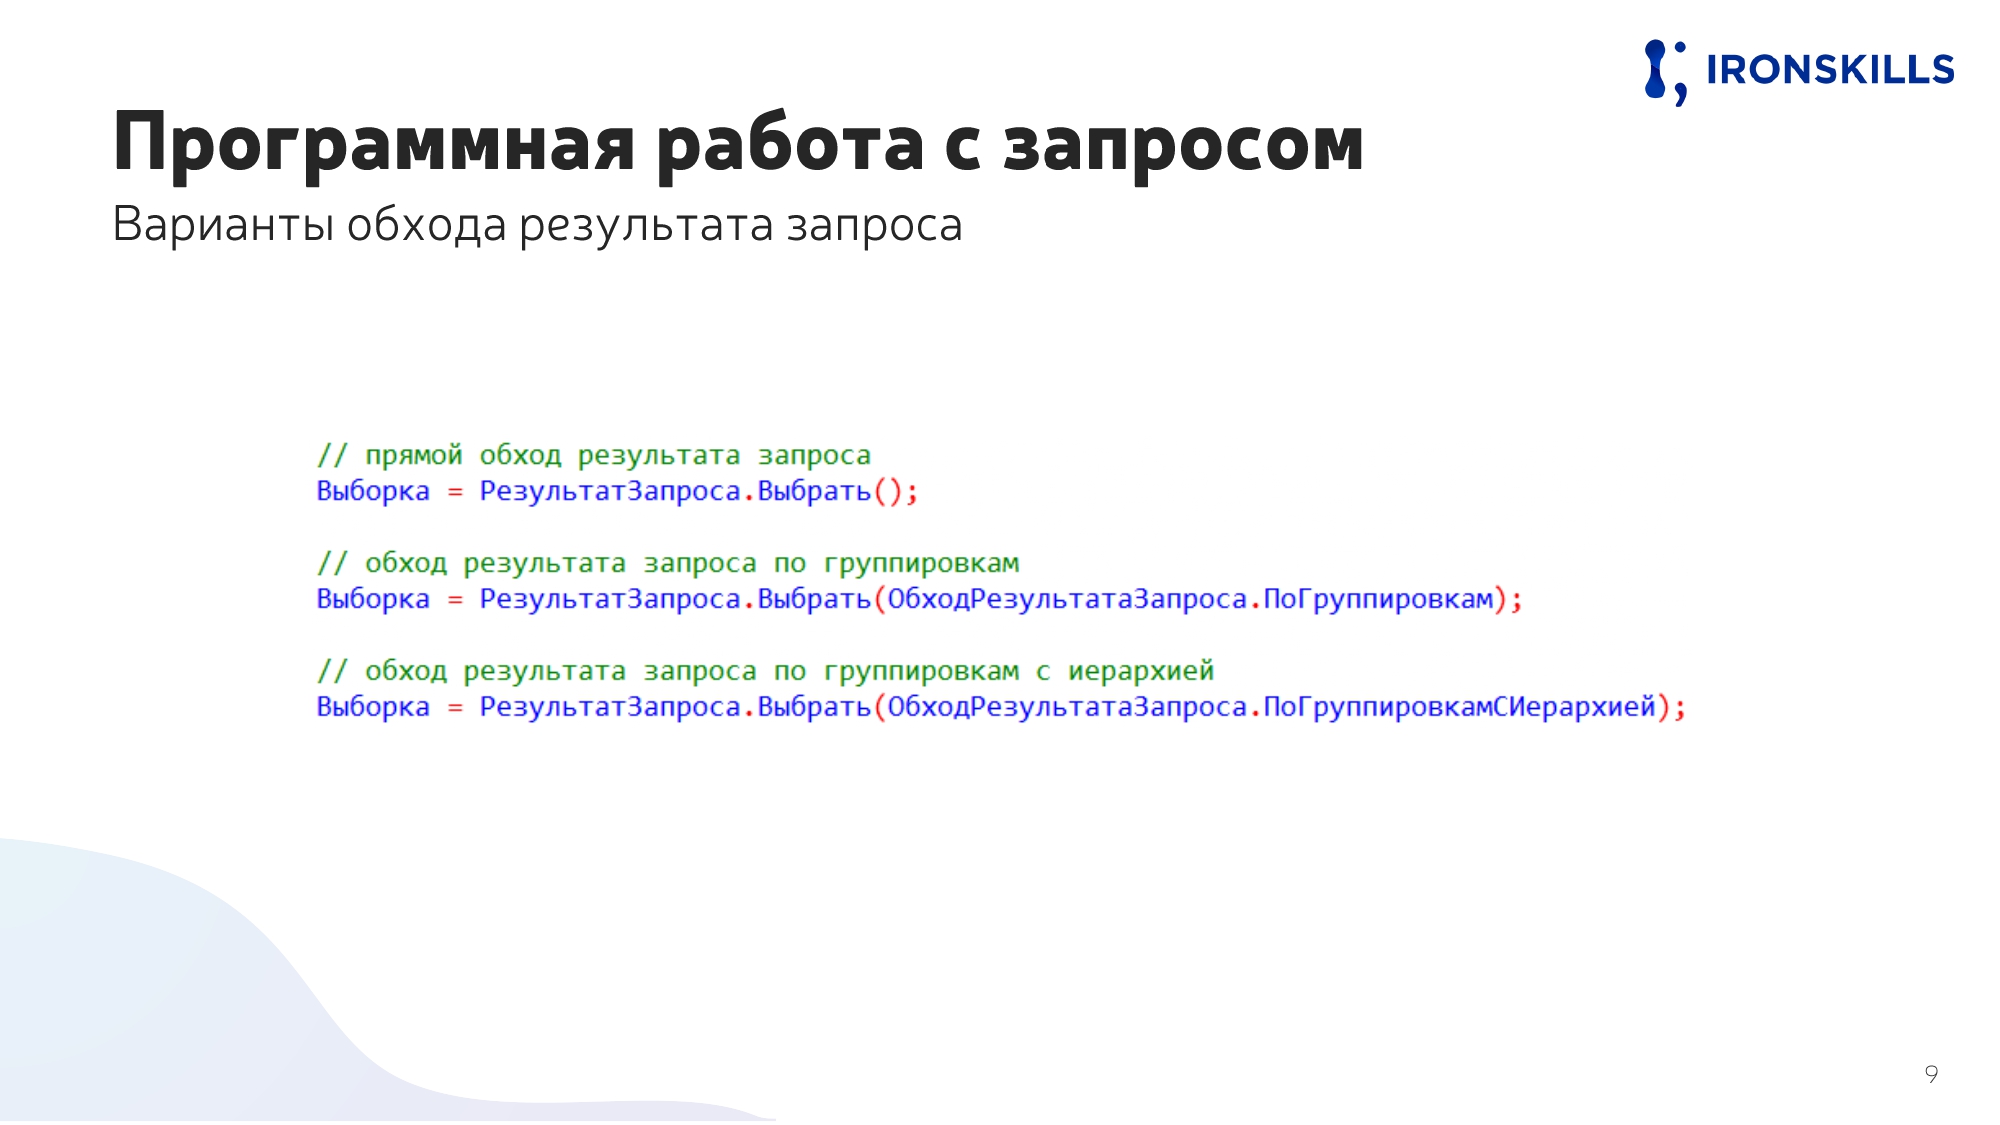 IRONSKILLS
Программная работа с запросом
Варианты обхода результата запроса
// прямой обход результата запроса
Выборка = РезультатЗапроса.Выбрать();
// обход результата запроса по группировкам
Выборка = РезультатЗапроса.Выбрать(ОбходРезультатаЗапроса.ПоГруппировкам);
// обход результата запроса по группировкам с иерархией
Выборка = РезультатЗапроса.Выбрать(ОбходРезультатаЗапроса.ПоГруппировкамСИерархией);
9